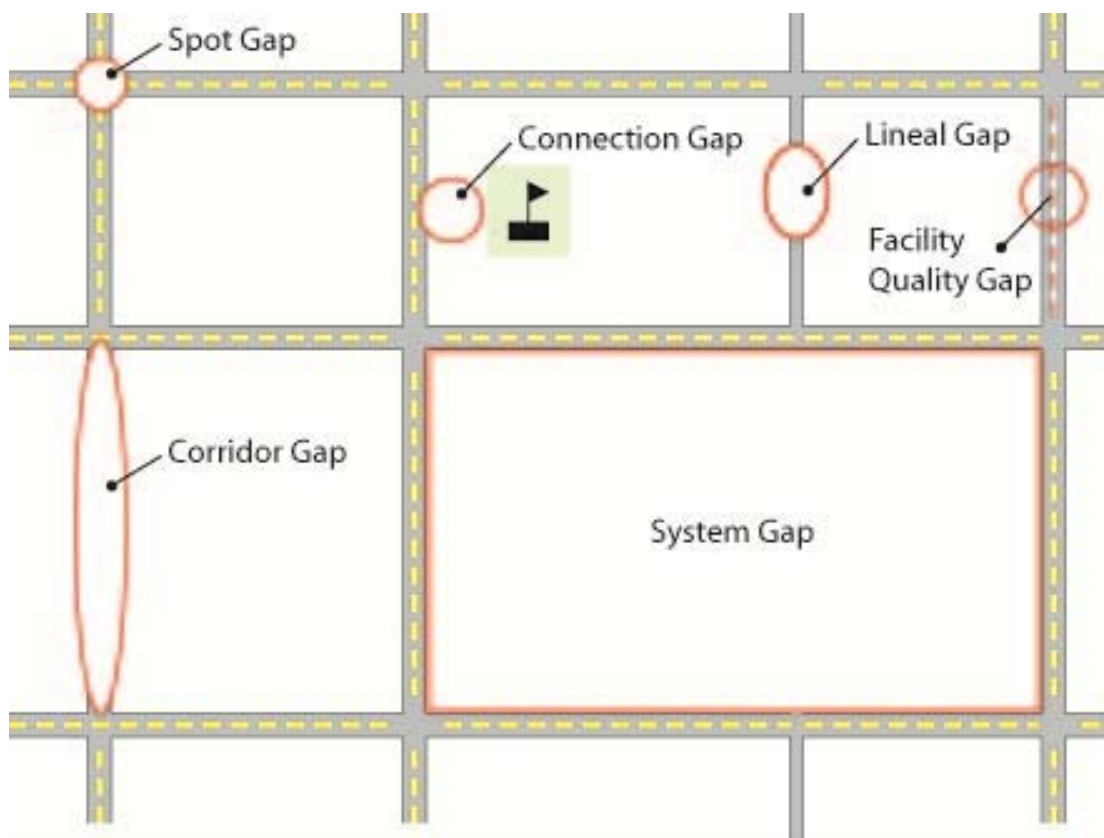 Spot Gap
Connection Gap
Lineal Gap
Facility
Quality Gap
Corridor Gap
System Gap